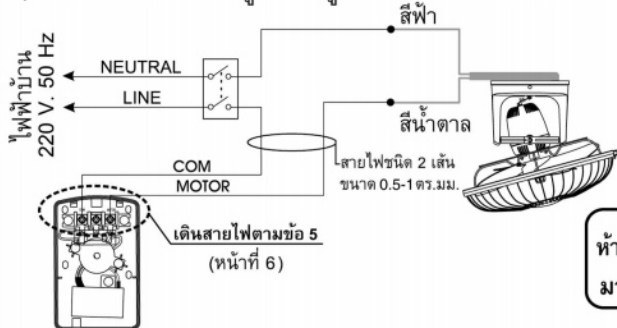 สีฟ้า
ไฟฟ้าบ้าน
220 V. 50 Hz
NEUTRAL
LINE
สีน้ำตาล
COM
MOTOR
สายไฟชนิด 2 เส้น
ขนาด 0.5-1 ตร.มม.
เดินสายไฟตามข้อ 5
(หน้าที่ 6)